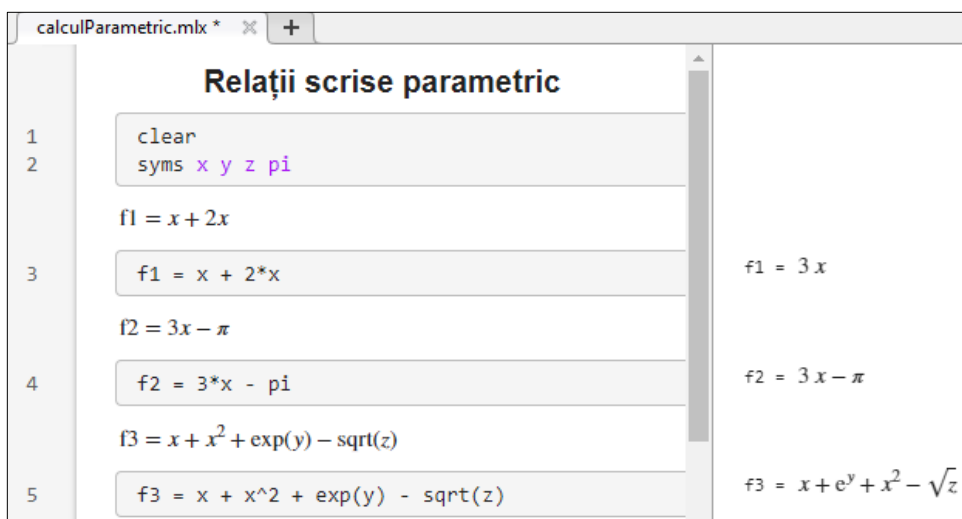 calculParametric.mlx * × +
Relații scrise parametric
1 clear
2 syms x y z pi
f1 = x + 2x
3 f1 = x + 2*x
f1 = 3 x
f2 = 3x − π
4 f2 = 3*x - pi
f2 = 3 x − π
f3 = x + x² + exp(y) − sqrt(z)
5 f3 = x + x^2 + exp(y) - sqrt(z)
f3 = x + eʸ + x² − √z